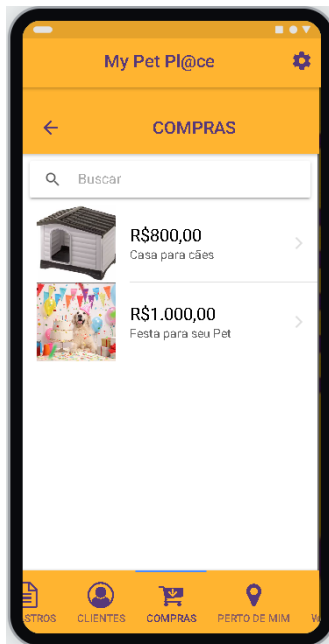 My Pet Pl@ce
COMPRAS
Buscar
R$800,00
Casa para cães
R$1.000,00
Festa para seu Pet
STROS CLIENTES COMPRAS PERTO DE MIM W